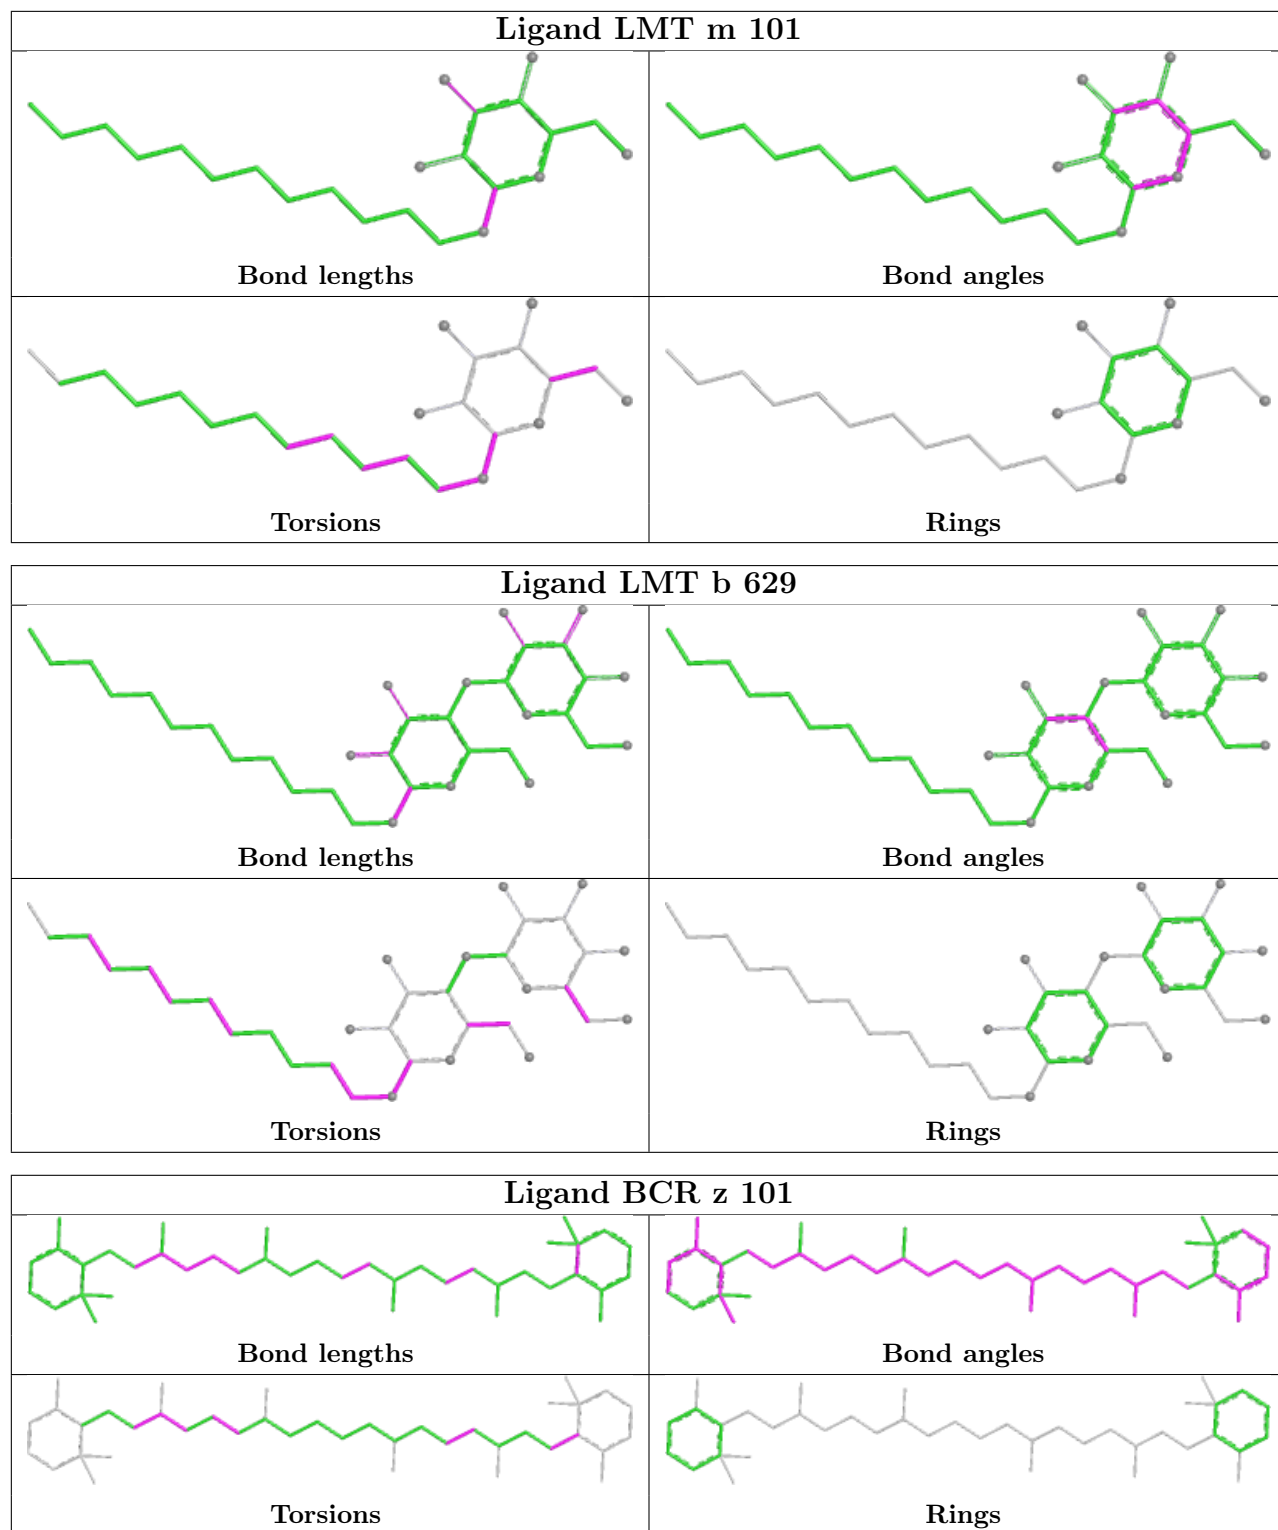 Ligand LMT m 101
Bond lengths
Bond angles
Torsions
Rings
Ligand LMT b 629
Bond lengths
Bond angles
Torsions
Rings
Ligand BCR z 101
Bond lengths
Bond angles
Torsions
Rings